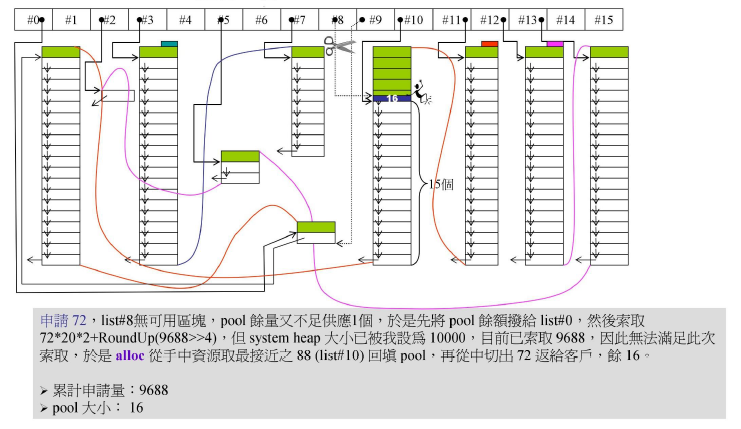 #0 #1 #2 #3 #4 #5 #6 #7 #8 #9 #10 #11 #12 #13 #14 #15
16
15個
申請 72，list#8無可用區塊，pool 餘量又不足供應1個，於是先將 pool 餘額撥給 list#0，然後索取
72*20*2+RoundUp(9688>>4)，但 system heap 大小已被我設為 10000，目前已索取 9688，因此無法滿足此次
索取，於是 alloc 從手中資源取最接近之 88 (list#10) 回填 pool，再從中切出 72 返給客戶，餘 16。
➢ 累計申請量：9688
➢ pool 大小： 16